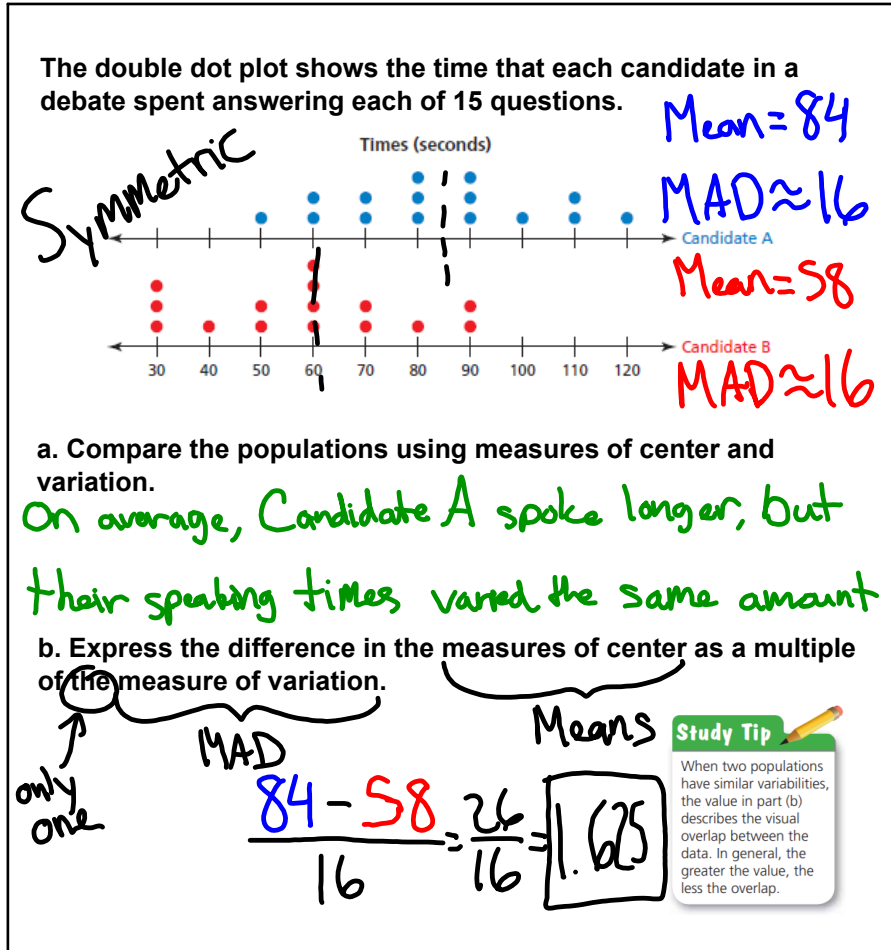 The double dot plot shows the time that each candidate in a
debate spent answering each of 15 questions.
Mean=84
MAD≈16
Symmetric
Times (seconds)
Candidate A
Mean=58
MAD≈16
Candidate B
30 40 50 60 70 80 90 100 110 120
a. Compare the populations using measures of center and
variation.
On average, Candidate A spoke longer, but
their speaking times varied the same amount
b. Express the difference in the measures of center as a multiple
of the measure of variation.
only
one
MAD
Means
84 - 58
16
= 26
16
= 1.625
Study Tip
When two populations
have similar variabilities,
the value in part (b)
describes the visual
overlap between the
data. In general, the
greater the value, the
less the overlap.